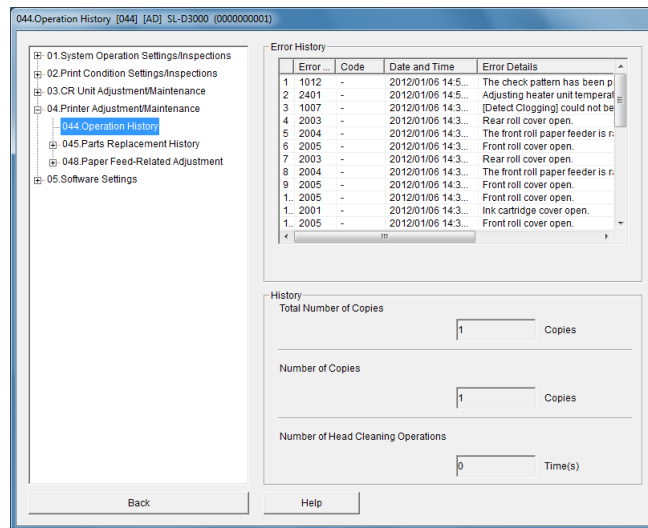 044.Operation History [044] [AD] SL-D3000 (0000000001)
01.System Operation Settings/Inspections
02.Print Condition Settings/Inspections
03.CR Unit Adjustment/Maintenance
04.Printer Adjustment/Maintenance
044.Operation History
045.Parts Replacement History
048.Paper Feed-Related Adjustment
05.Software Settings
Back
Error History
Error ... Code Date and Time Error Details
1 1012 - 2012/01/06 14:5... The check pattern has been p
2 2401 - 2012/01/06 14:5... Adjusting heater unit temperat
3 1007 - 2012/01/06 14:3... [Detect Clogging] could not be
4 2003 - 2012/01/06 14:3... Rear roll cover open.
5 2004 - 2012/01/06 14:3... The front roll paper feeder is ra
6 2005 - 2012/01/06 14:3... Front roll cover open.
7 2003 - 2012/01/06 14:3... Rear roll cover open.
8 2004 - 2012/01/06 14:3... The front roll paper feeder is ra
9 2005 - 2012/01/06 14:3... Front roll cover open.
1.. 2005 - 2012/01/06 14:3... Front roll cover open.
1.. 2001 - 2012/01/06 14:3... Ink cartridge cover open.
1.. 2005 - 2012/01/06 14:3... Front roll cover open.
History
Total Number of Copies
1 Copies
Number of Copies
1 Copies
Number of Head Cleaning Operations
0 Time(s)
Help